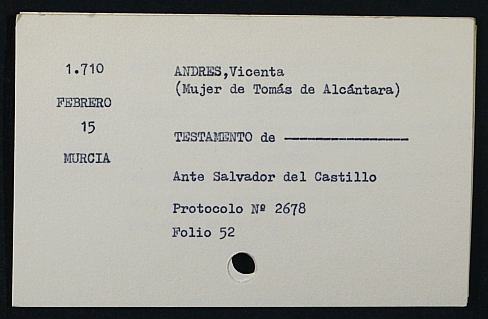 1.710
FEBRERO
15
MURCIA
ANDRES,Vicenta
(Mujer de Tomás de Alcántara)
TESTAMENTO de ----------------
Ante Salvador del Castillo
Protocolo Nº 2678
Folio 52